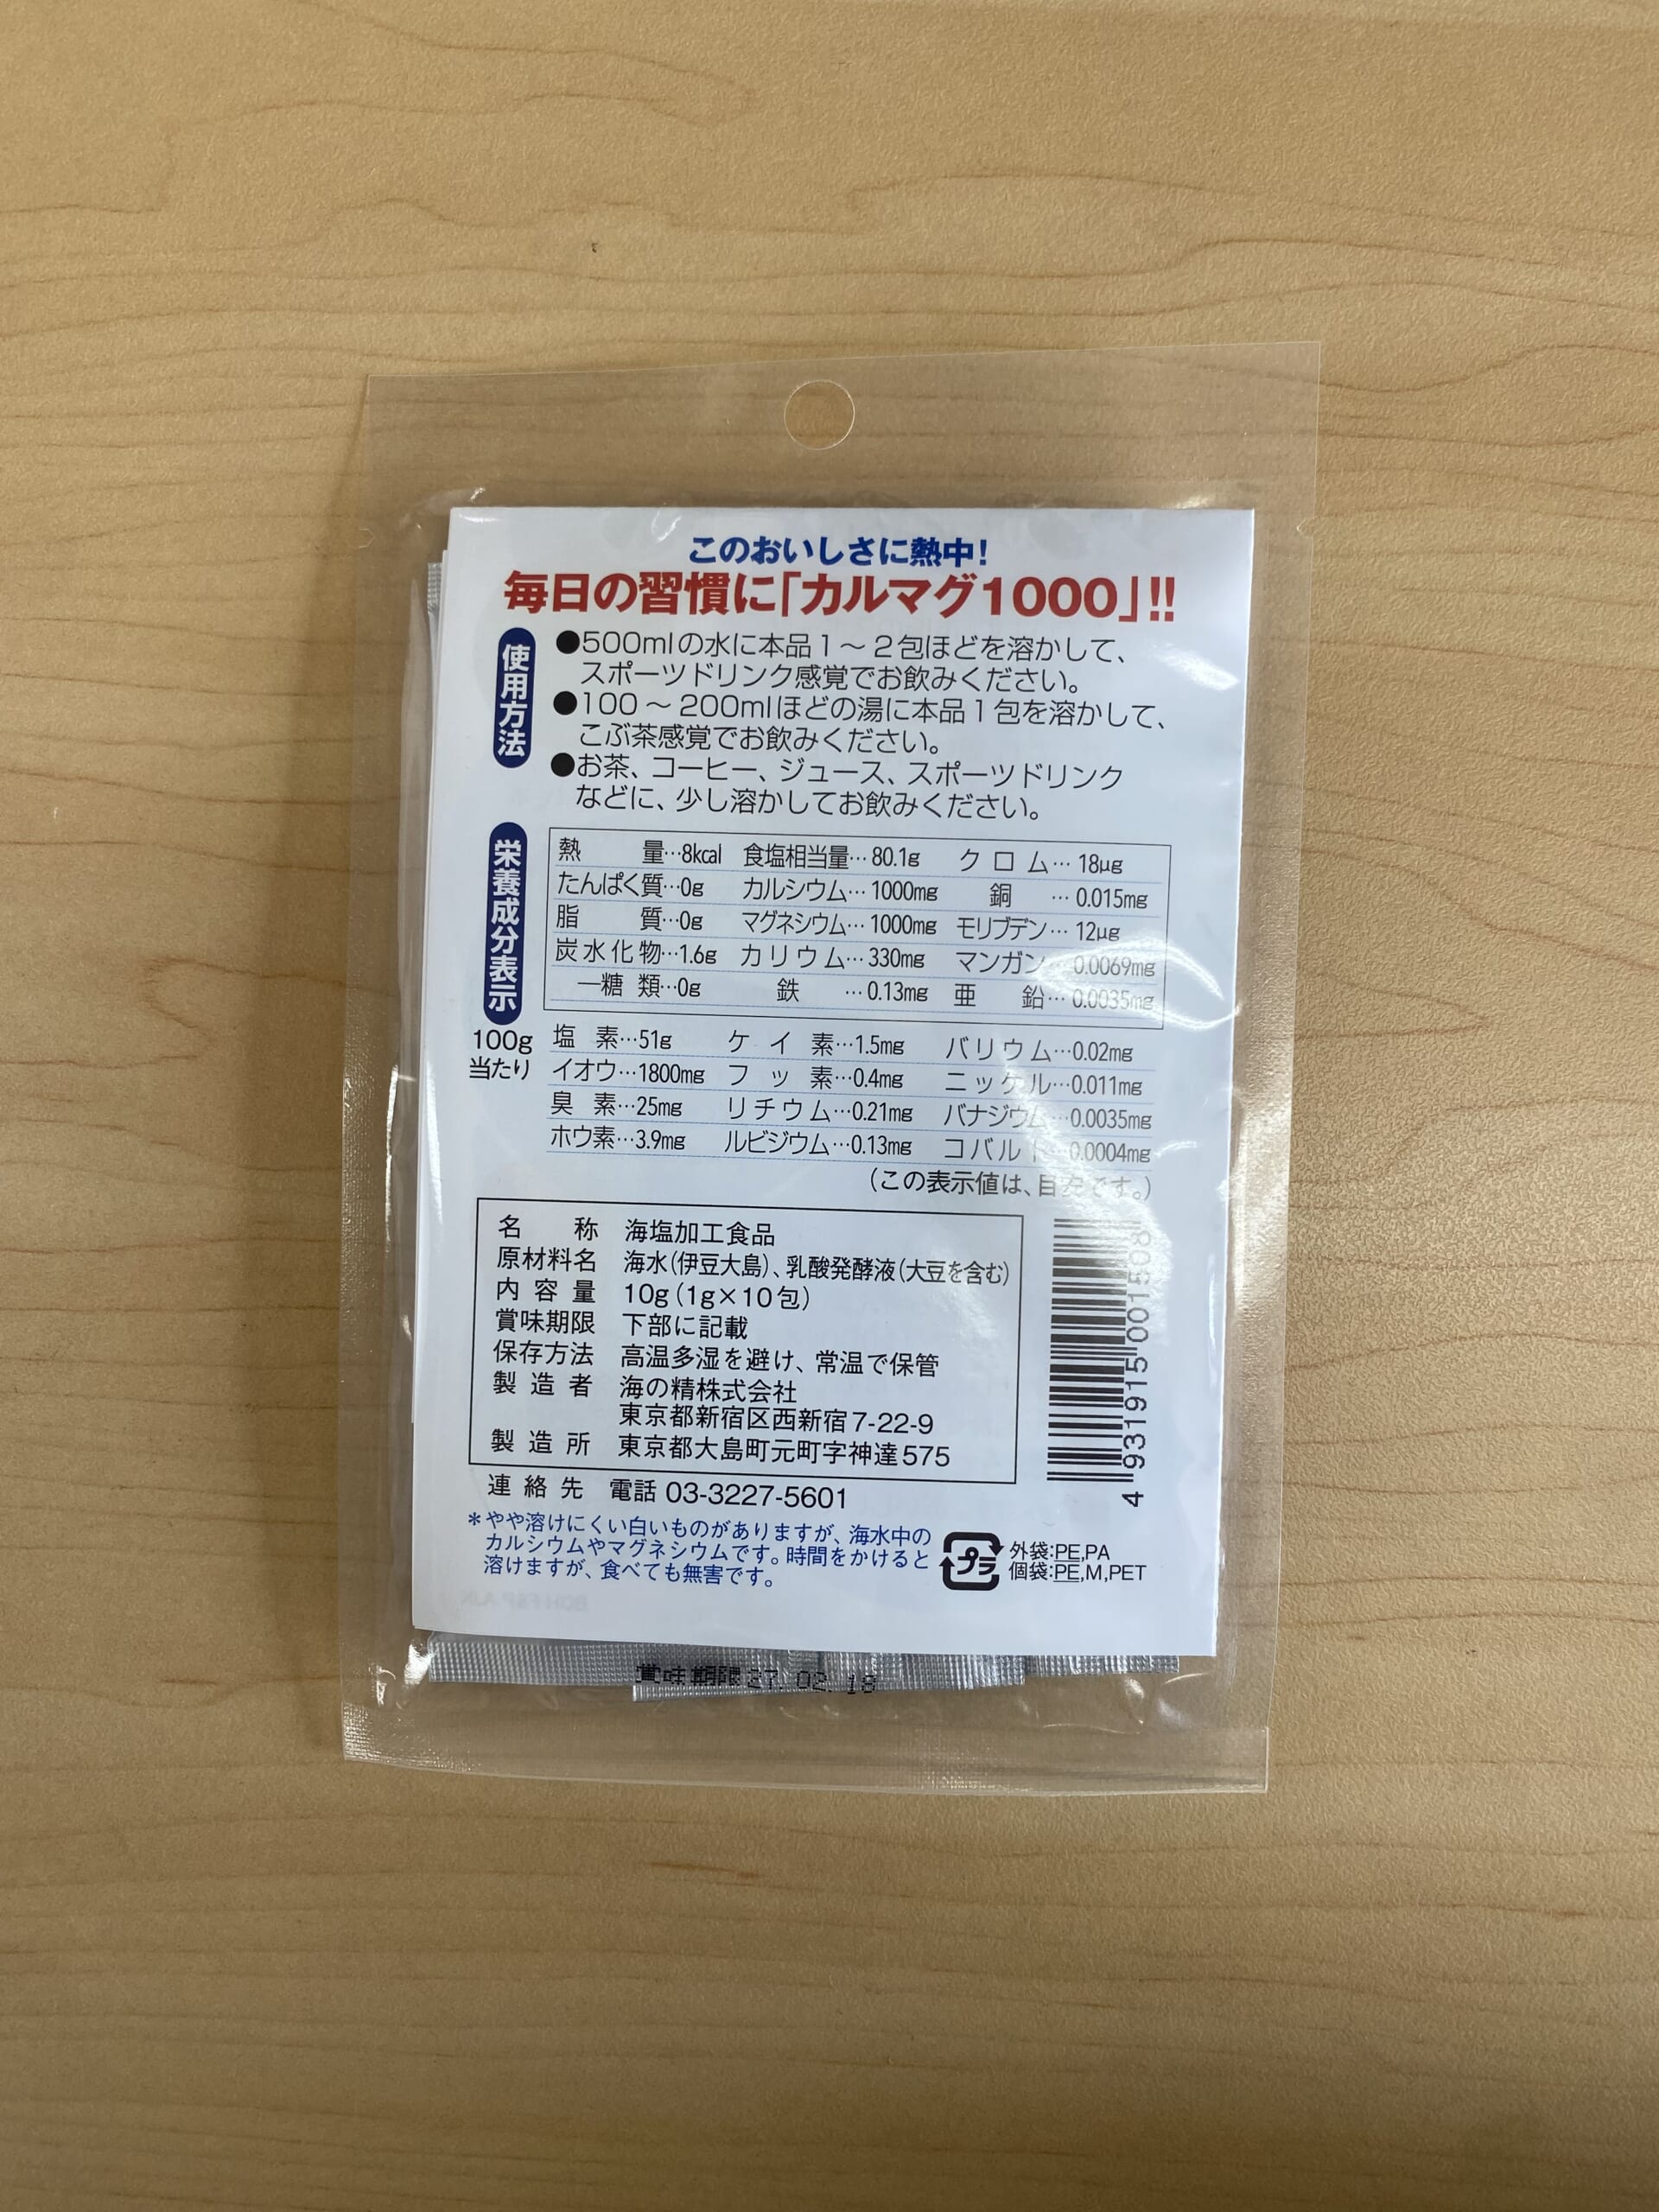 このおいしさに熱中!
毎日の習慣に「カルマグ1000」!!
使用方法
●500mlの水に本品1〜2包ほどを溶かして、
スポーツドリンク感覚でお飲みください。
●100〜200mlほどの湯に本品1包を溶かして、
こぶ茶感覚でお飲みください。
●お茶、コーヒー、ジュース、スポーツドリンク
などに、少し溶かしてお飲みください。
栄養成分表示
100g
当たり
熱量…8kcal 食塩相当量…80.1g クロム…18μg
たんぱく質…0g カルシウム…1000mg 銅…0.015mg
脂質…0g マグネシウム…1000mg モリブデン…12μg
炭水化物…1.6g カリウム…330mg マンガン…0.0069mg
―糖類…0g 鉄…0.13mg 亜鉛…0.0035mg
塩素…51g ケイ素…1.5mg バリウム…0.02mg
イオウ…1800mg フッ素…0.4mg ニッケル…0.011mg
臭素…25mg リチウム…0.21mg バナジウム…0.0035mg
ホウ素…3.9mg ルビジウム…0.13mg コバルト…0.0004mg
(この表示値は、目安です。)
名称 海塩加工食品
原材料名 海水(伊豆大島)、乳酸発酵液(大豆を含む)
内容量 10g(1g×10包)
賞味期限 下部に記載
保存方法 高温多湿を避け、常温で保管
製造者 海の精株式会社
東京都新宿区西新宿7-22-9
製造所 東京都大島町元町字神達575
連絡先 電話 03-3227-5601
4 931915 001508
*やや溶けにくい白いものがありますが、海水中の
カルシウムやマグネシウムです。時間をかけると
溶けますが、食べても無害です。
プラ
外袋:PE,PA
個袋:PE,M,PET
賞味期限27.02.18